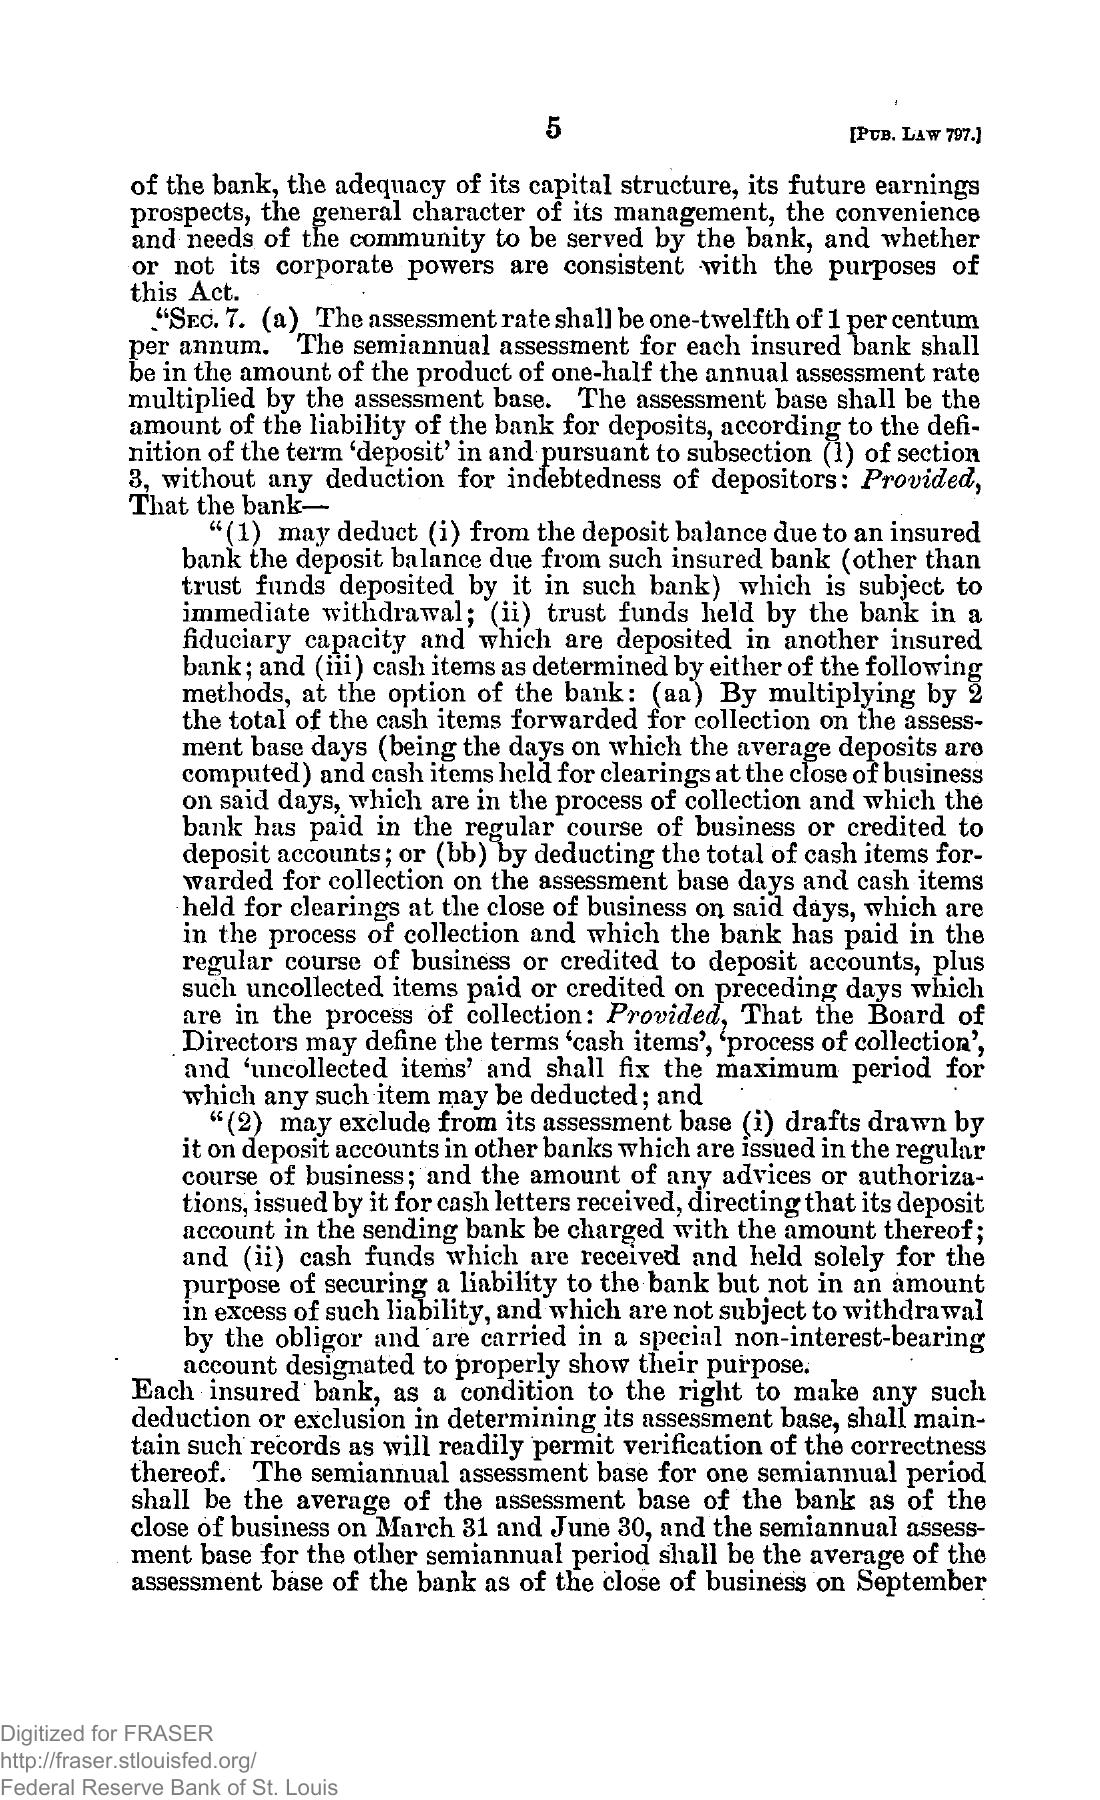 5 [PUB. LAW 797.]
of the bank, the adequacy of its capital structure, its future earnings
prospects, the general character of its management, the convenience
and needs of the community to be served by the bank, and whether
or not its corporate powers are consistent with the purposes of
this Act.
“SEC. 7. (a) The assessment rate shall be one-twelfth of 1 per centum
per annum. The semiannual assessment for each insured bank shall
be in the amount of the product of one-half the annual assessment rate
multiplied by the assessment base. The assessment base shall be the
amount of the liability of the bank for deposits, according to the defi-
nition of the term ‘deposit’ in and pursuant to subsection (l) of section
3, without any deduction for indebtedness of depositors: Provided,
That the bank—
“(1) may deduct (i) from the deposit balance due to an insured
bank the deposit balance due from such insured bank (other than
trust funds deposited by it in such bank) which is subject to
immediate withdrawal; (ii) trust funds held by the bank in a
fiduciary capacity and which are deposited in another insured
bank; and (iii) cash items as determined by either of the following
methods, at the option of the bank: (aa) By multiplying by 2
the total of the cash items forwarded for collection on the assess-
ment base days (being the days on which the average deposits are
computed) and cash items held for clearings at the close of business
on said days, which are in the process of collection and which the
bank has paid in the regular course of business or credited to
deposit accounts; or (bb) by deducting the total of cash items for-
warded for collection on the assessment base days and cash items
held for clearings at the close of business on said days, which are
in the process of collection and which the bank has paid in the
regular course of business or credited to deposit accounts, plus
such uncollected items paid or credited on preceding days which
are in the process of collection: Provided, That the Board of
Directors may define the terms ‘cash items’, ‘process of collection’,
and ‘uncollected items’ and shall fix the maximum period for
which any such item may be deducted; and
“(2) may exclude from its assessment base (i) drafts drawn by
it on deposit accounts in other banks which are issued in the regular
course of business; and the amount of any advices or authoriza-
tions, issued by it for cash letters received, directing that its deposit
account in the sending bank be charged with the amount thereof;
and (ii) cash funds which are received and held solely for the
purpose of securing a liability to the bank but not in an amount
in excess of such liability, and which are not subject to withdrawal
by the obligor and are carried in a special non-interest-bearing
account designated to properly show their purpose.
Each insured bank, as a condition to the right to make any such
deduction or exclusion in determining its assessment base, shall main-
tain such records as will readily permit verification of the correctness
thereof. The semiannual assessment base for one semiannual period
shall be the average of the assessment base of the bank as of the
close of business on March 31 and June 30, and the semiannual assess-
ment base for the other semiannual period shall be the average of the
assessment base of the bank as of the close of business on September
Digitized for FRASER
http://fraser.stlouisfed.org/
Federal Reserve Bank of St. Louis